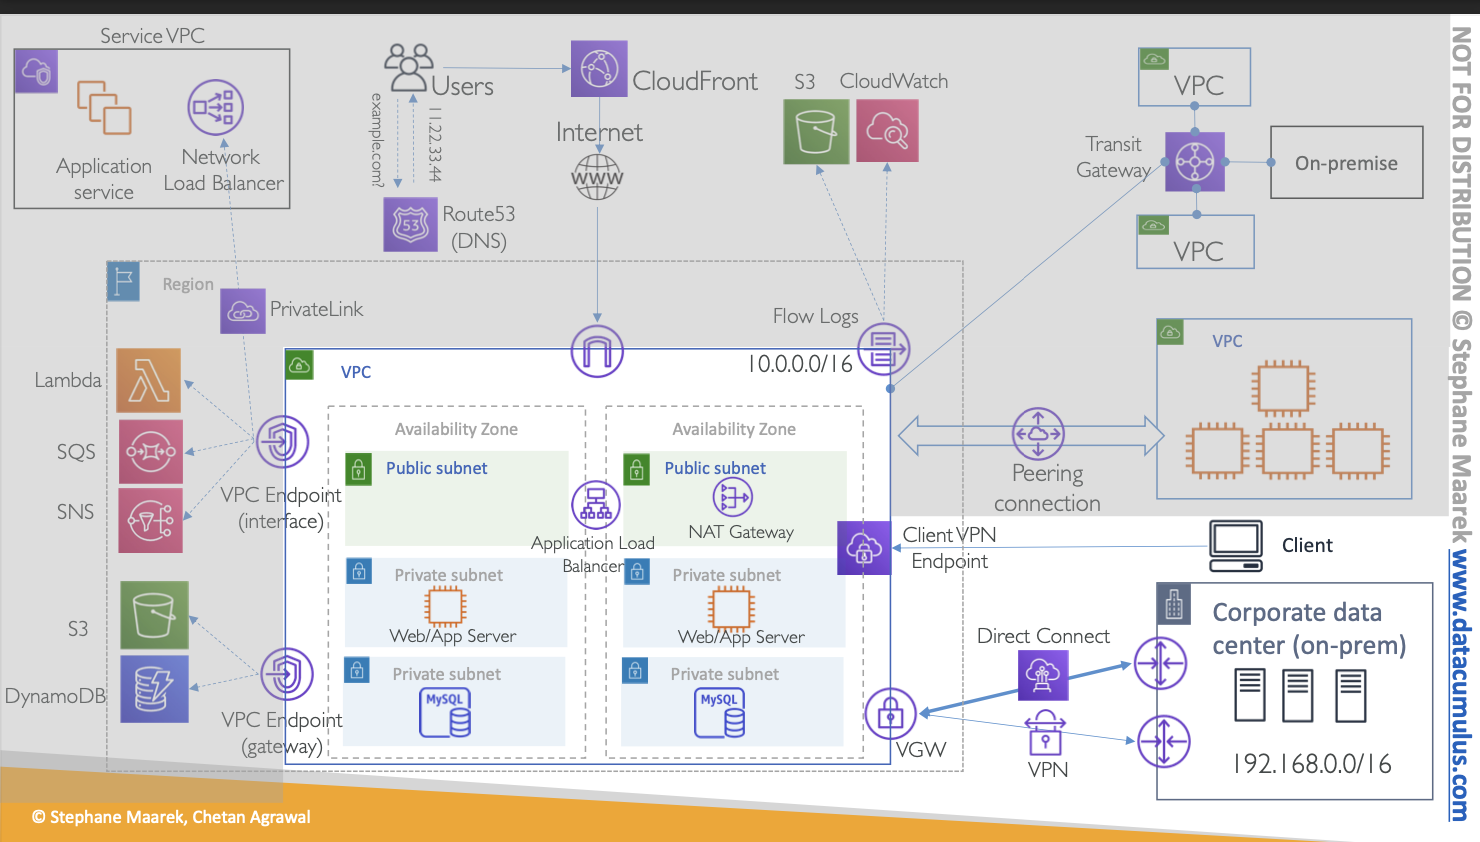 Service VPC
Application
service
Network
Load Balancer
Users
example.com?
11.22.33.44
Route53
(DNS)
53
CloudFront
Internet
WWW
S3
CloudWatch
VPC
Transit
Gateway
On-premise
VPC
Region
PrivateLink
Flow Logs
10.0.0.0/16
VPC
VPC
Lambda
SQS
SNS
VPC Endpoint
(interface)
S3
DynamoDB
VPC Endpoint
(gateway)
Availability Zone
Availability Zone
Public subnet
Public subnet
NAT Gateway
Application Load
Balancer
Private subnet
Private subnet
Web/App Server
Web/App Server
Private subnet
Private subnet
MySQL
MySQL
Peering
connection
Client VPN
Endpoint
Client
Direct Connect
VGW
VPN
Corporate data
center (on-prem)
192.168.0.0/16
© Stephane Maarek, Chetan Agrawal
NOT FOR DISTRIBUTION © Stephane Maarek www.datacumulus.com